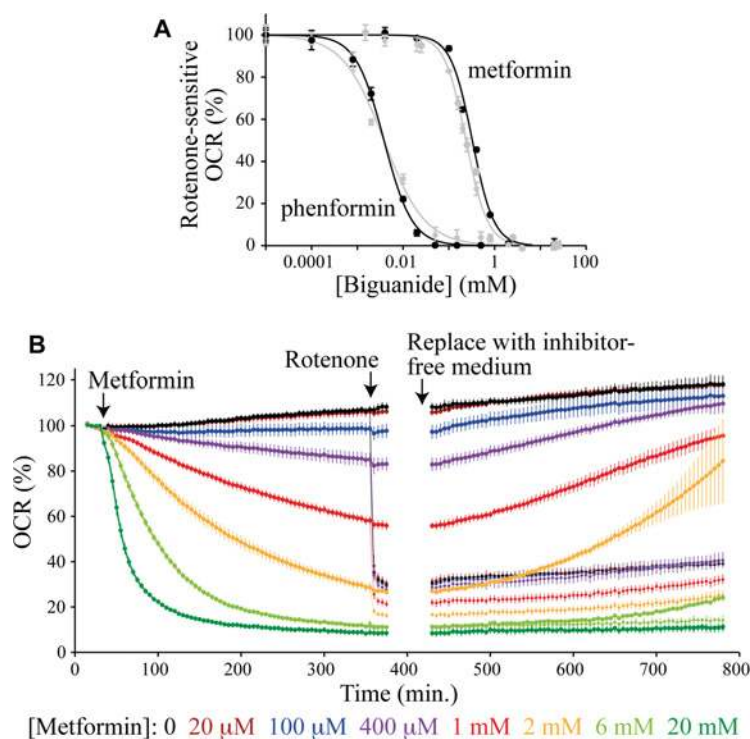 A
Rotenone-sensitive
OCR (%)
100
80
60
40
20
0
metformin
phenformin
0.0001 0.01 1 100
[Biguanide] (mM)
B
Metformin
Rotenone
Replace with inhibitor-
free medium
OCR (%)
120
100
80
60
40
20
0
0 100 200 300 400 500 600 700 800
Time (min.)
[Metformin]: 0 20 μM 100 μM 400 μM 1 mM 2 mM 6 mM 20 mM